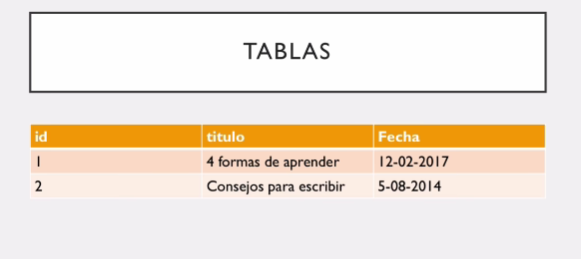 TABLAS
id titulo Fecha
1 4 formas de aprender 12-02-2017
2 Consejos para escribir 5-08-2014